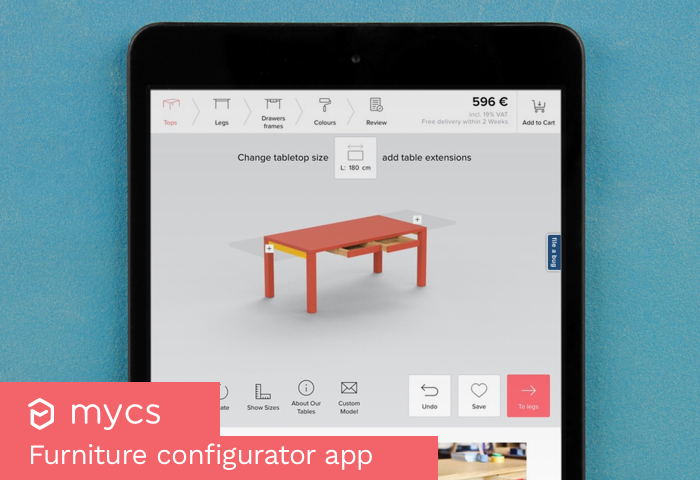 596 €
incl. 19% VAT
Free delivery within 2 Weeks
Tops
Legs
Drawers
frames
Colours
Review
Add to Cart
Change tabletop size
L: 180 cm
add table extensions
file a bug
Show Sizes
About Our
Tables
Custom
Model
Undo
Save
To legs
mycs
Furniture configurator app